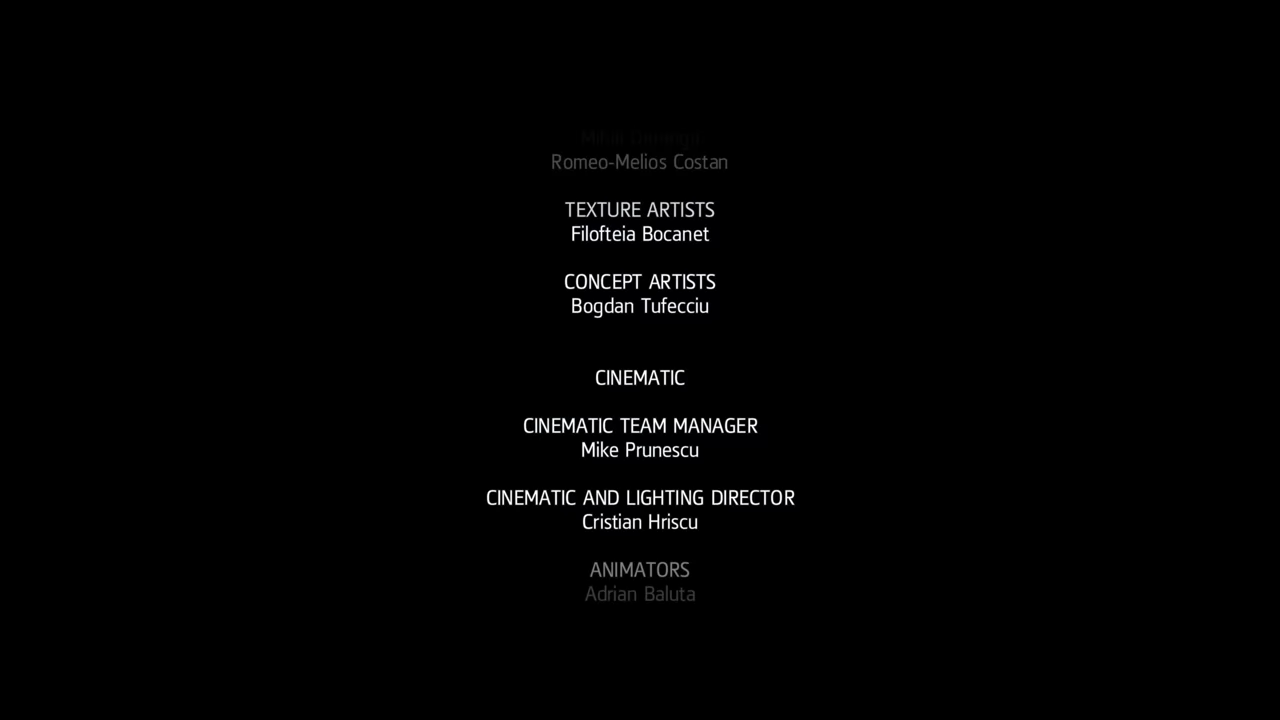 Romeo-Melios Costan
TEXTURE ARTISTS
Filofteia Bocanet
CONCEPT ARTISTS
Bogdan Tufecciu
CINEMATIC
CINEMATIC TEAM MANAGER
Mike Prunescu
CINEMATIC AND LIGHTING DIRECTOR
Cristian Hriscu
ANIMATORS
Adrian Baluta